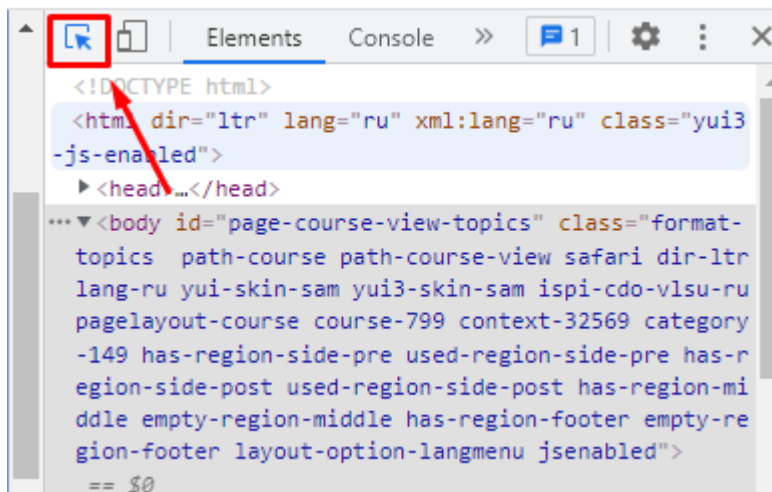 Elements Console » 1
<!DOCTYPE html>
<html dir="ltr" lang="ru" xml:lang="ru" class="yui3
-js-enabled">
<head>…</head>
<body id="page-course-view-topics" class="format-
topics path-course path-course-view safari dir-ltr
lang-ru yui-skin-sam yui3-skin-sam ispi-cdo-vlsu-ru
pagelayout-course course-799 context-32569 category
-149 has-region-side-pre used-region-side-pre has-r
egion-side-post used-region-side-post has-region-mi
ddle empty-region-middle has-region-footer empty-re
gion-footer layout-option-langmenu jsenabled">
== $0